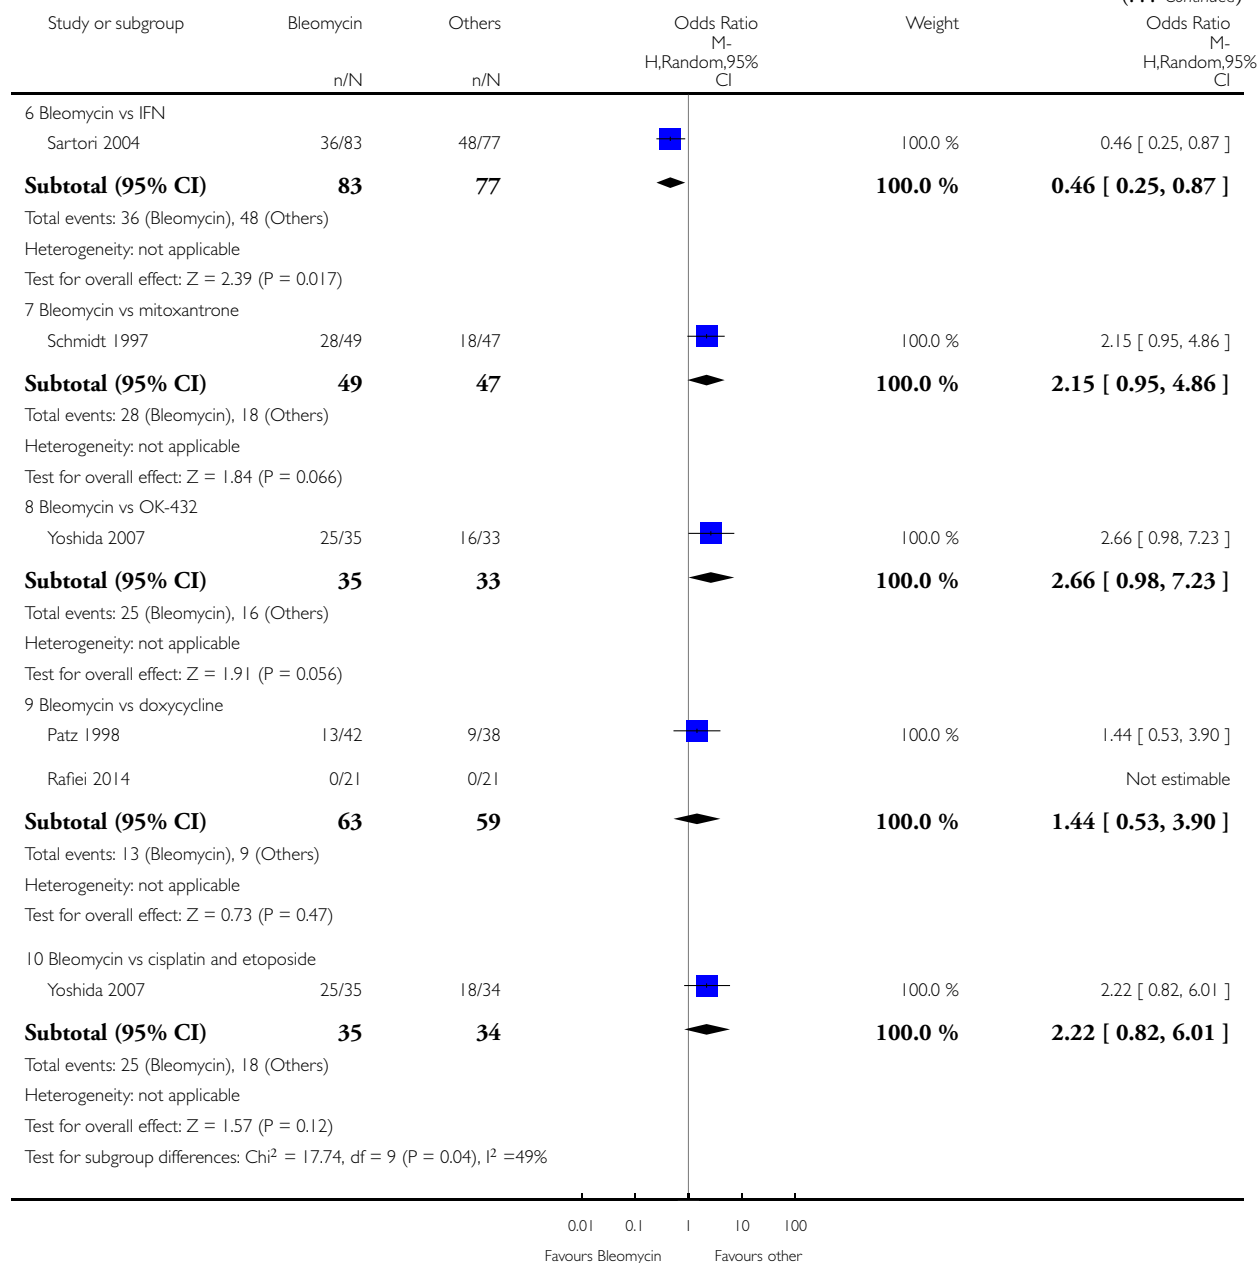 Continued)
Study or subgroup Bleomycin Others Odds Ratio Weight Odds Ratio
M- M-
H,Random,95% H,Random,95%
n/N n/N CI CI
6 Bleomycin vs IFN
Sartori 2004 36/83 48/77 100.0 % 0.46 [ 0.25, 0.87 ]
Subtotal (95% CI) 83 77 100.0 % 0.46 [ 0.25, 0.87 ]
Total events: 36 (Bleomycin), 48 (Others)
Heterogeneity: not applicable
Test for overall effect: Z = 2.39 (P = 0.017)
7 Bleomycin vs mitoxantrone
Schmidt 1997 28/49 18/47 100.0 % 2.15 [ 0.95, 4.86 ]
Subtotal (95% CI) 49 47 100.0 % 2.15 [ 0.95, 4.86 ]
Total events: 28 (Bleomycin), 18 (Others)
Heterogeneity: not applicable
Test for overall effect: Z = 1.84 (P = 0.066)
8 Bleomycin vs OK-432
Yoshida 2007 25/35 16/33 100.0 % 2.66 [ 0.98, 7.23 ]
Subtotal (95% CI) 35 33 100.0 % 2.66 [ 0.98, 7.23 ]
Total events: 25 (Bleomycin), 16 (Others)
Heterogeneity: not applicable
Test for overall effect: Z = 1.91 (P = 0.056)
9 Bleomycin vs doxycycline
Patz 1998 13/42 9/38 100.0 % 1.44 [ 0.53, 3.90 ]
Rafiei 2014 0/21 0/21 Not estimable
Subtotal (95% CI) 63 59 100.0 % 1.44 [ 0.53, 3.90 ]
Total events: 13 (Bleomycin), 9 (Others)
Heterogeneity: not applicable
Test for overall effect: Z = 0.73 (P = 0.47)
10 Bleomycin vs cisplatin and etoposide
Yoshida 2007 25/35 18/34 100.0 % 2.22 [ 0.82, 6.01 ]
Subtotal (95% CI) 35 34 100.0 % 2.22 [ 0.82, 6.01 ]
Total events: 25 (Bleomycin), 18 (Others)
Heterogeneity: not applicable
Test for overall effect: Z = 1.57 (P = 0.12)
Test for subgroup differences: Chi² = 17.74, df = 9 (P = 0.04), I² =49%
0.01 0.1 1 10 100
Favours Bleomycin Favours other